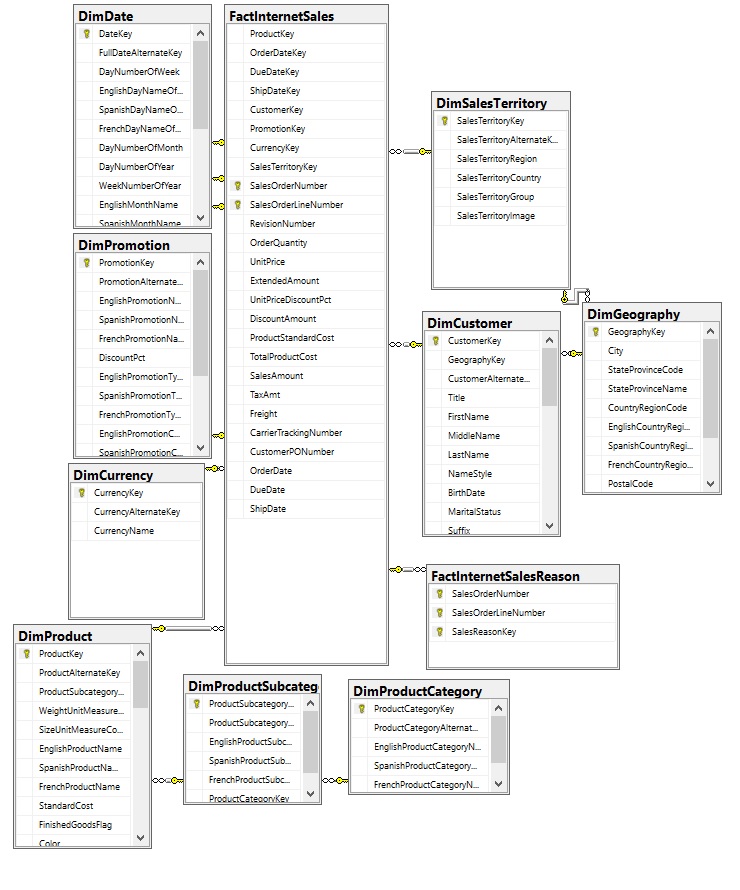 DimDate
DateKey
FullDateAlternateKey
DayNumberOfWeek
EnglishDayNameOf...
SpanishDayNameO...
FrenchDayNameOf...
DayNumberOfMonth
DayNumberOfYear
WeekNumberOfYear
EnglishMonthName
SpanishMonthName
FactInternetSales
ProductKey
OrderDateKey
DueDateKey
ShipDateKey
CustomerKey
PromotionKey
CurrencyKey
SalesTerritoryKey
SalesOrderNumber
SalesOrderLineNumber
RevisionNumber
OrderQuantity
UnitPrice
ExtendedAmount
UnitPriceDiscountPct
DiscountAmount
ProductStandardCost
TotalProductCost
SalesAmount
TaxAmt
Freight
CarrierTrackingNumber
CustomerPONumber
OrderDate
DueDate
ShipDate
DimSalesTerritory
SalesTerritoryKey
SalesTerritoryAlternateK...
SalesTerritoryRegion
SalesTerritoryCountry
SalesTerritoryGroup
SalesTerritoryImage
DimPromotion
PromotionKey
PromotionAlternate...
EnglishPromotionN...
SpanishPromotionN...
FrenchPromotionNa...
DiscountPct
EnglishPromotionTy...
SpanishPromotionT...
FrenchPromotionTy...
EnglishPromotionC...
SpanishPromotionC...
DimCustomer
CustomerKey
GeographyKey
CustomerAlternate...
Title
FirstName
MiddleName
LastName
NameStyle
BirthDate
MaritalStatus
Suffix
DimGeography
GeographyKey
City
StateProvinceCode
StateProvinceName
CountryRegionCode
EnglishCountryRegi...
SpanishCountryRegi...
FrenchCountryRegio...
PostalCode
DimCurrency
CurrencyKey
CurrencyAlternateKey
CurrencyName
FactInternetSalesReason
SalesOrderNumber
SalesOrderLineNumber
SalesReasonKey
DimProduct
ProductKey
ProductAlternateKey
ProductSubcategory...
WeightUnitMeasure...
SizeUnitMeasureCo...
EnglishProductName
SpanishProductNa...
FrenchProductName
StandardCost
FinishedGoodsFlag
Color
DimProductSubcateg
ProductSubcategory...
ProductSubcategory...
EnglishProductSubc...
SpanishProductSub...
FrenchProductSubc...
ProductCategoryKey
DimProductCategory
ProductCategoryKey
ProductCategoryAlternat...
EnglishProductCategoryN...
SpanishProductCategory...
FrenchProductCategoryN...